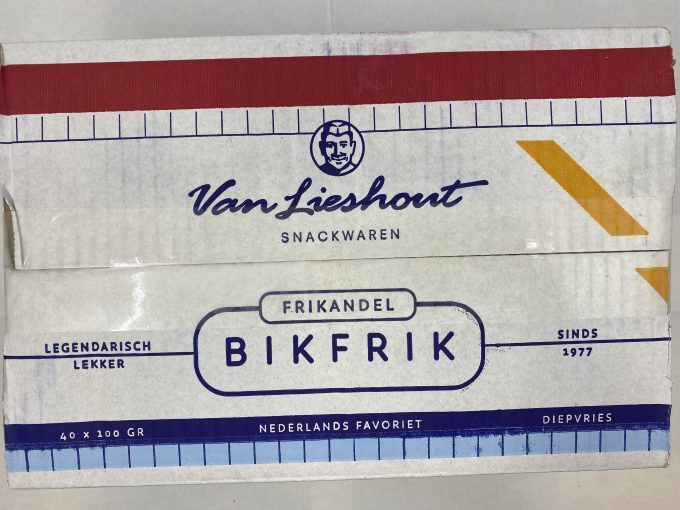 Van Lieshout
SNACKWAREN
FRIKANDEL
BIKFRIK
LEGENDARISCH
LEKKER
SINDS
1977
40 x 100 GR
NEDERLANDS FAVORIET
DIEPVRIES